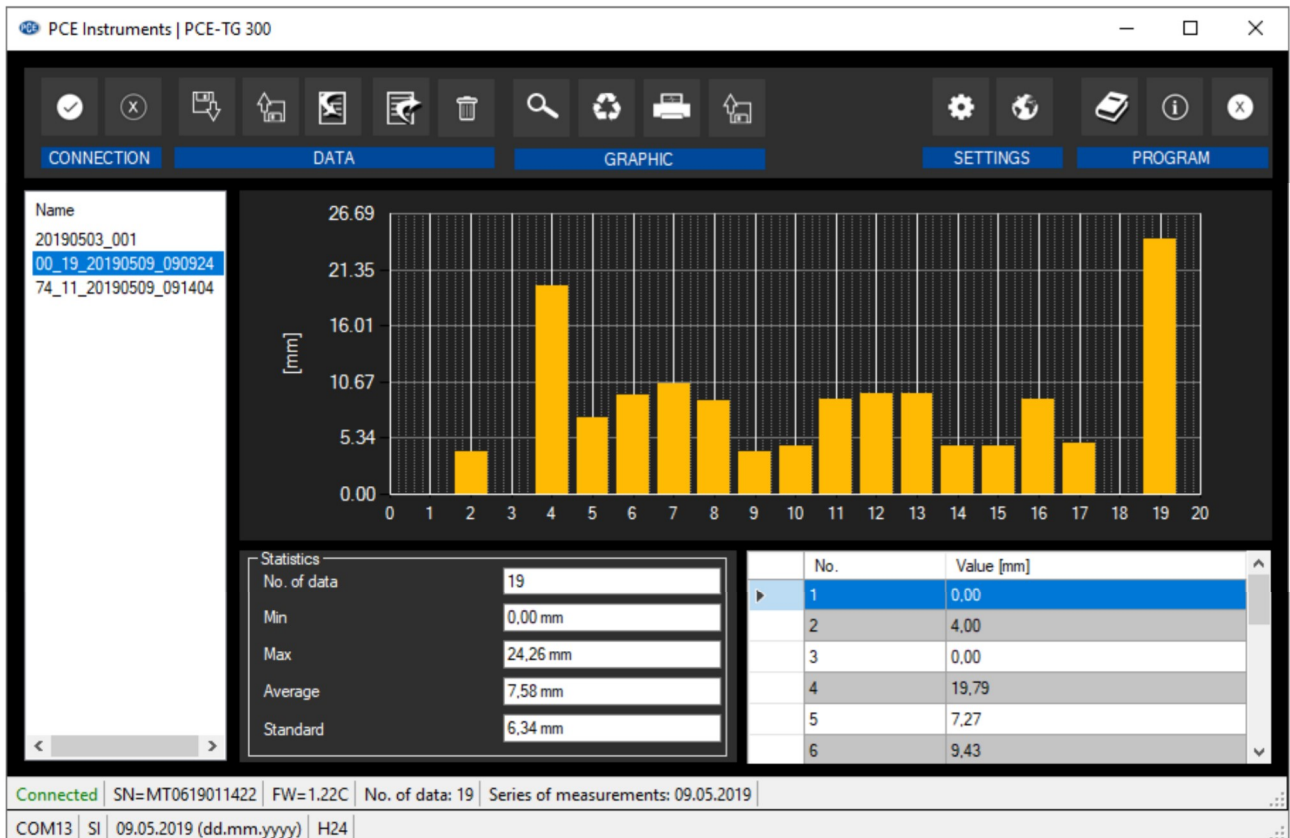 PCE PCE Instruments | PCE-TG 300
CONNECTION DATA GRAPHIC SETTINGS PROGRAM
Name
20190503_001
00_19_20190509_090924
74_11_20190509_091404
26.69
21.35
16.01
10.67
5.34
0.00
[mm]
0 1 2 3 4 5 6 7 8 9 10 11 12 13 14 15 16 17 18 19 20
Statistics
No. of data 19
Min 0,00 mm
Max 24,26 mm
Average 7,58 mm
Standard 6,34 mm
No. Value [mm]
1 0,00
2 4,00
3 0,00
4 19,79
5 7,27
6 9,43
Connected SN=MT0619011422 FW=1.22C No. of data: 19 Series of measurements: 09.05.2019
COM13 SI 09.05.2019 (dd.mm.yyyy) H24